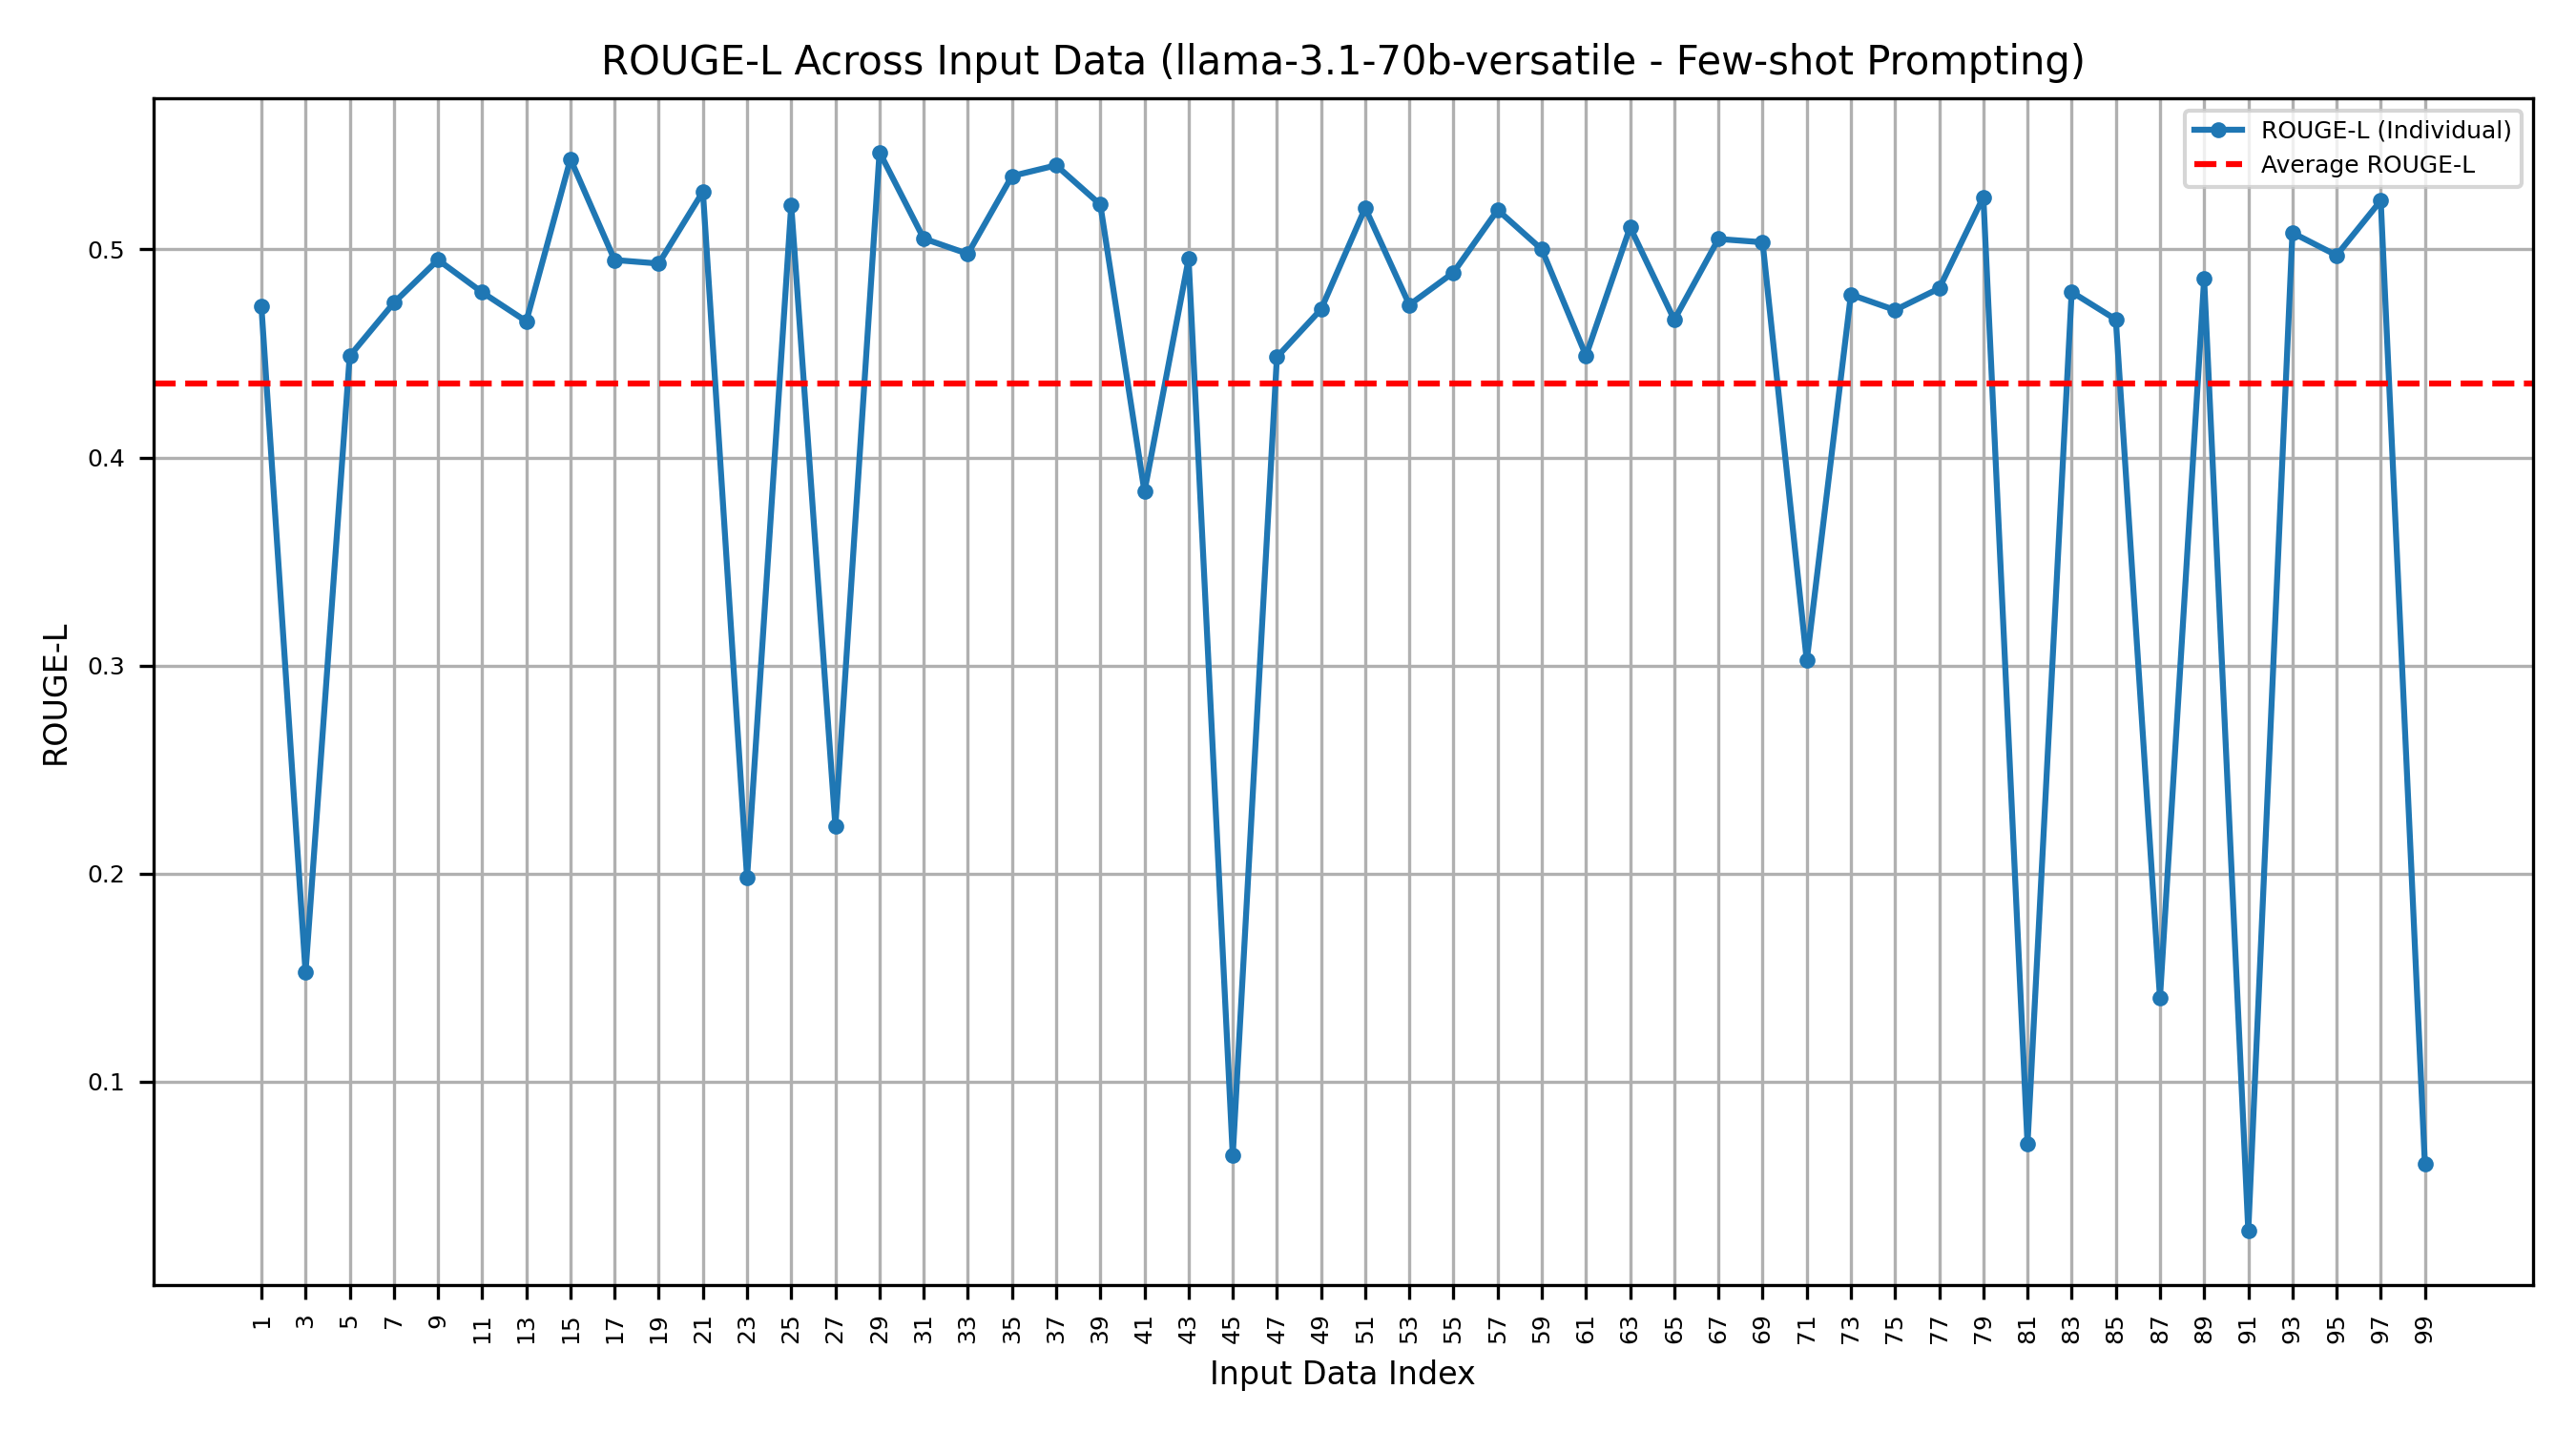 ROUGE-L Across Input Data (llama-3.1-70b-versatile - Few-shot Prompting)
ROUGE-L (Individual)
Average ROUGE-L
ROUGE-L
0.5
0.4
0.3
0.2
0.1
1 3 5 7 9 11 13 15 17 19 21 23 25 27 29 31 33 35 37 39 41 43 45 47 49 51 53 55 57 59 61 63 65 67 69 71 73 75 77 79 81 83 85 87 89 91 93 95 97 99
Input Data Index